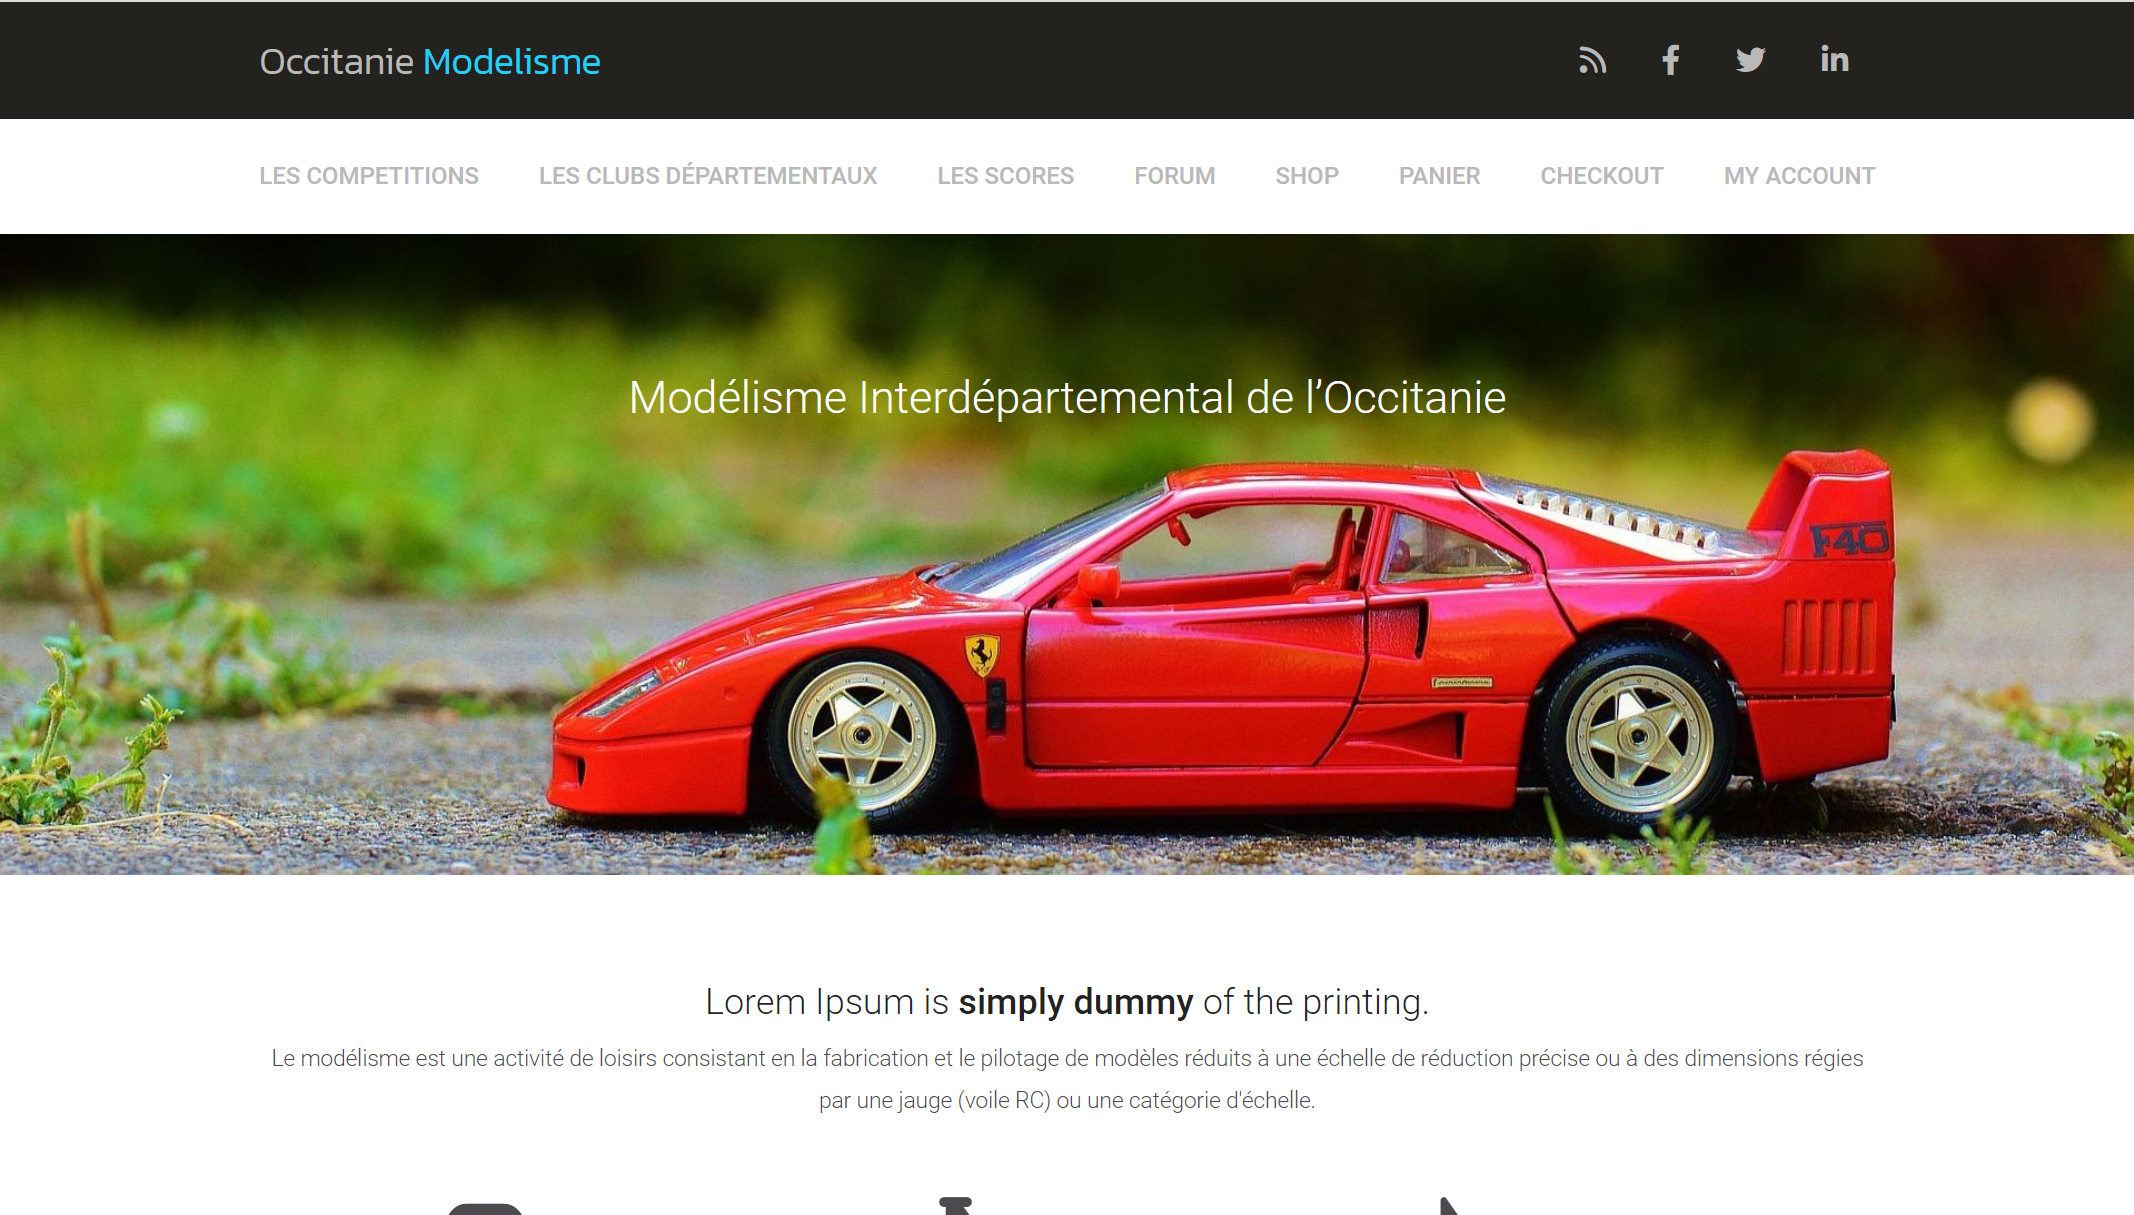 Occitanie Modelisme
LES COMPETITIONS LES CLUBS DÉPARTEMENTAUX LES SCORES FORUM SHOP PANIER CHECKOUT MY ACCOUNT
Modélisme Interdépartemental de l’Occitanie
F40
Lorem Ipsum is simply dummy of the printing.
Le modélisme est une activité de loisirs consistant en la fabrication et le pilotage de modèles réduits à une échelle de réduction précise ou à des dimensions régies
par une jauge (voile RC) ou une catégorie d'échelle.